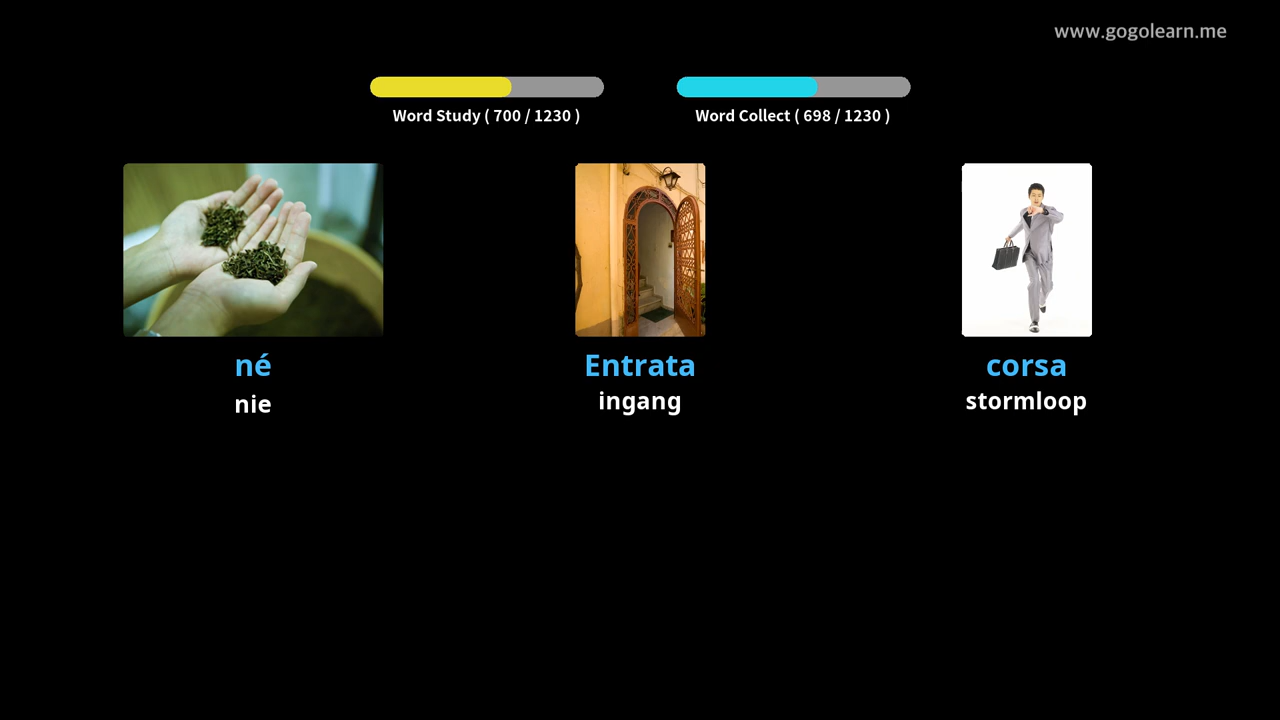 www.gogolearn.me
Word Study ( 700 / 1230 )
Word Collect ( 698 / 1230 )
né
nie
Entrata
ingang
corsa
stormloop